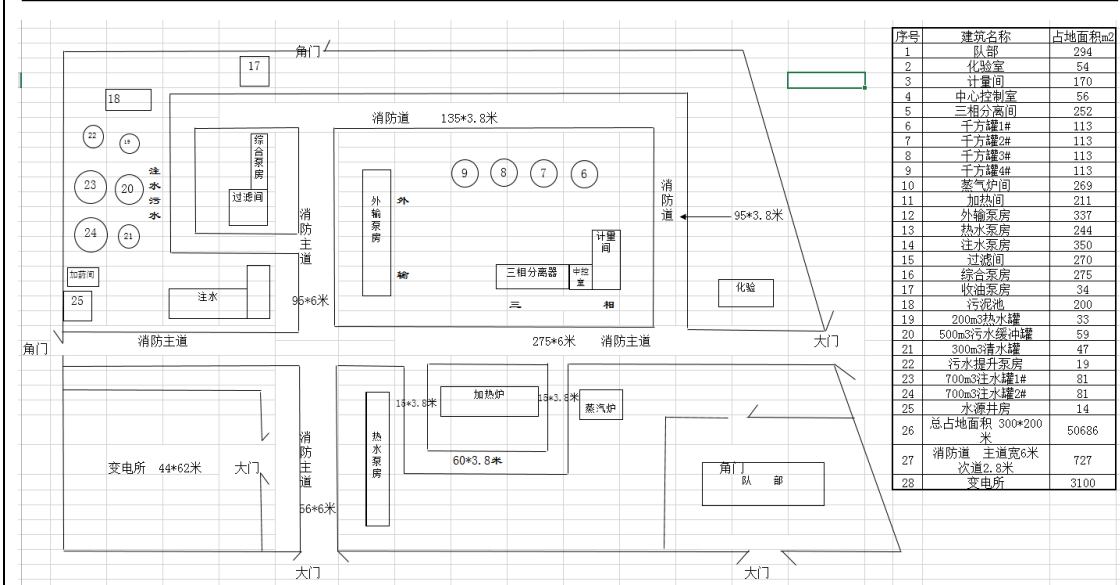 角门
17
18
消防道 135*3.8米
22
19
23
20
24
21
注水污水
综合泵房
过滤间
加药间
25
注水
消防主道
95*6米
外输泵房
外
输
9
8
7
6
计量间
三相分离器
中控室
三
相
消防道
95*3.8米
化验
角门
消防主道
275*6米 消防主道
大门
变电所 44*62米
大门
消防主道
56*6米
热水泵房
15*3.8米
加热炉
15*3.8米
蒸汽炉
60*3.8米
角门
队 部
大门
大门
序号 建筑名称 占地面积m2
1 队部 294
2 化验室 54
3 计量间 170
4 中心控制室 56
5 三相分离间 252
6 千方罐1# 113
7 千方罐2# 113
8 千方罐3# 113
9 千方罐4# 113
10 蒸气炉间 269
11 加热间 211
12 外输泵房 337
13 热水泵房 244
14 注水泵房 350
15 过滤间 270
16 综合泵房 275
17 收油泵房 34
18 污泥池 200
19 200m3热水罐 33
20 500m3污水缓冲罐 59
21 300m3清水罐 47
22 污水提升泵房 19
23 700m3注水罐1# 81
24 700m3注水罐2# 81
25 水源井房 14
26 总占地面积 300*200米 50686
27 消防道 主道宽6米 次道2.8米 727
28 变电所 3100